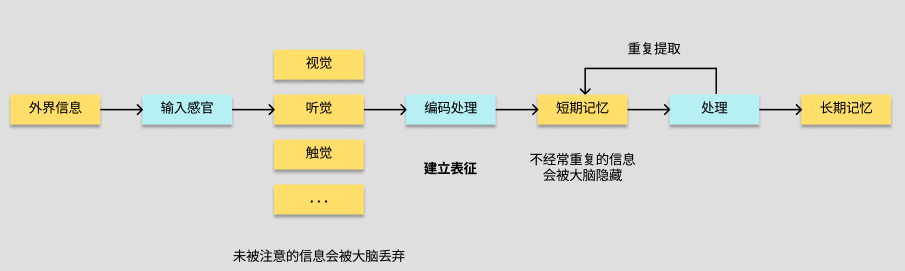 重复提取
视觉
外界信息
输入感官
听觉
编码处理
短期记忆
处理
长期记忆
触觉
建立表征
不经常重复的信息
会被大脑隐藏
...
未被注意的信息会被大脑丢弃